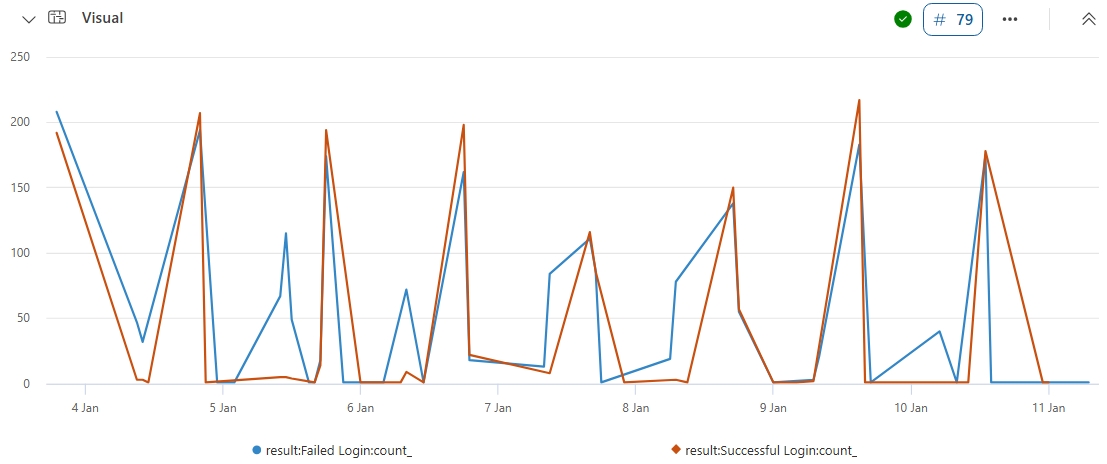 Visual
# 79
250
200
150
100
50
0
4 Jan 5 Jan 6 Jan 7 Jan 8 Jan 9 Jan 10 Jan 11 Jan
result:Failed Login:count_ result:Successful Login:count_